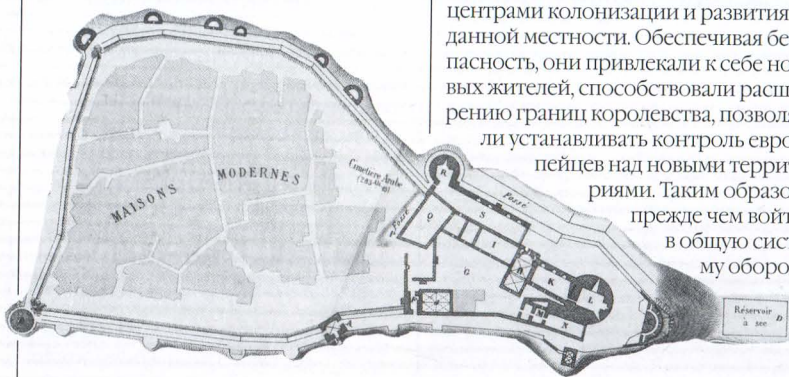 центрами колонизации и развития
данной местности. Обеспечивая бе
пасность, они привлекали к себе но
вых жителей, способствовали расш
рению границ королевства, позволя
ли устанавливать контроль евро
пейцев над новыми террит
риями. Таким образо
прежде чем войт
в общую сист
му оборо
MAISONS MODERNES
Cimetière Arabe
Fossé
Fossé
R
Q
S
I
H
K
L
G
M
N
Réservoir D
à sec